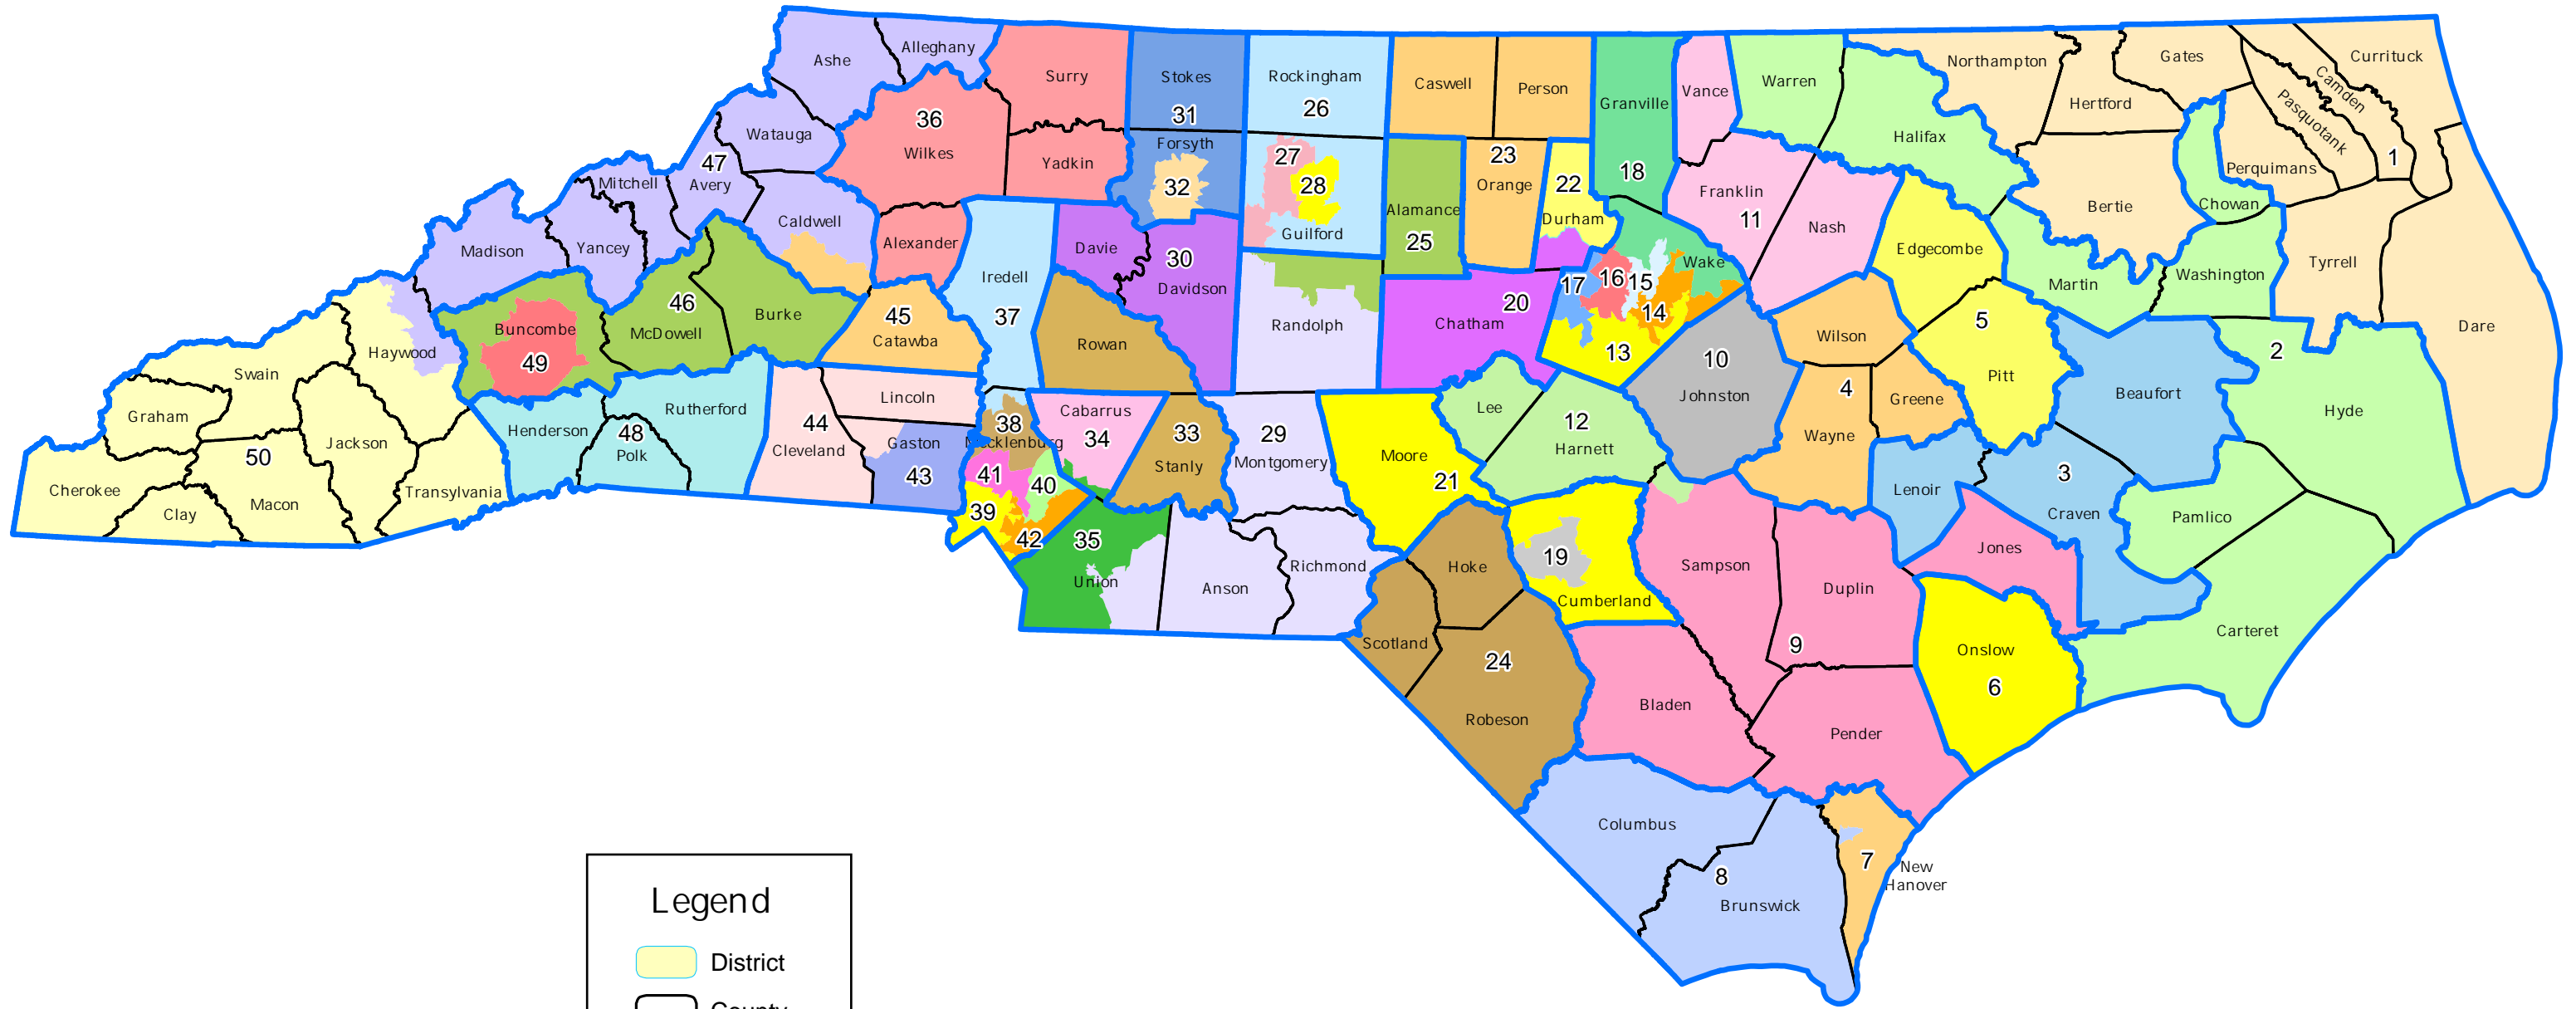 Ashe
Alleghany
Surry
Stokes
31
Rockingham
26
Caswell
Person
Granville
Vance
Warren
Northampton
Gates
Currituck
Camden
Pasquotank
Hertford
Halifax
36
Wilkes
Watauga
47
Avery
Mitchell
Yadkin
Forsyth
32
27
28
Guilford
23
Orange
22
Durham
18
Franklin
11
Nash
Perquimans
1
Bertie
Chowan
Caldwell
Alexander
Madison
Yancey
Davie
30
Davidson
Alamance
25
Edgecombe
Wake
Martin
Washington
Tyrrell
Dare
Iredell
37
46
McDowell
Burke
45
Catawba
Buncombe
49
Haywood
Swain
Graham
Rowan
Randolph
20
Chatham
17
16
15
14
13
10
Johnston
Wilson
5
Pitt
2
Hyde
Beaufort
4
Greene
Wayne
Rutherford
Henderson
48
Polk
Lincoln
44
Cleveland
Gaston
43
38
Mecklenburg
Cabarrus
34
33
Stanly
29
Montgomery
Moore
21
Lee
12
Harnett
Jackson
50
Cherokee
Macon
Clay
Transylvania
41
40
39
42
35
Union
Anson
Richmond
Hoke
19
Cumberland
Sampson
Duplin
9
Lenoir
3
Craven
Pamlico
Jones
Carteret
Onslow
6
Scotland
24
Robeson
Bladen
Pender
Columbus
8
Brunswick
7
New
Hanover
Legend
District
County